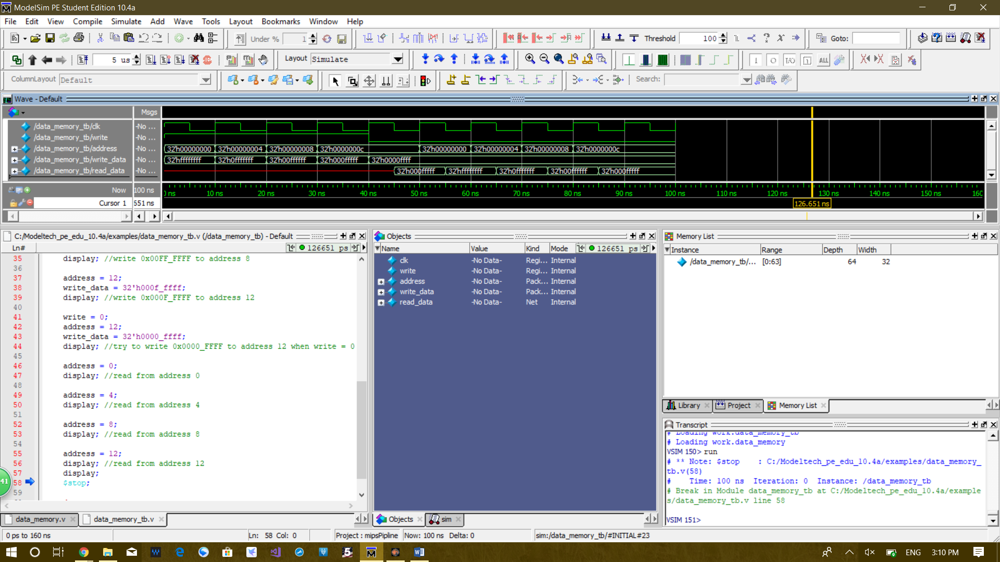 ModelSim PE Student Edition 10.4a
File Edit View Compile Simulate Add Wave Tools Layout Bookmarks Window Help
Under % 1 Threshold 100 Goto:
5 us Layout Simulate I/O ALL
ColumnLayout Default Search:
Wave - Default
Msgs
/data_memory_tb/clk -No ...
/data_memory_tb/write -No ...
/data_memory_tb/address -No ... 32'h00000000 32'h00000004 32'h00000008 32'h0000000c 32'h00000000 32'h00000004 32'h00000008 32'h0000000c
/data_memory_tb/write_data -No ... 32'hffffffff 32'h0fffffff 32'h00ffffff 32'h000fffff 32'h0000ffff
/data_memory_tb/read_data -No ... 32'h000fffff 32'hffffffff 32'h0fffffff 32'h00ffffff 32'h000fffff
Now 100 ns 10 ns 20 ns 30 ns 40 ns 50 ns 60 ns 70 ns 80 ns 90 ns 100 ns 110 ns 120 ns 130 ns 140 ns 150 ns 160
Cursor 1 651 ns 126.651 ns
C:/Modeltech_pe_edu_10.4a/examples/data_memory_tb.v (/data_memory_tb) - Default
Ln# 126651 ps
35 display; //write 0x00FF_FFFF to address 8
36
37 address = 12;
38 write_data = 32'h000f_ffff;
39 display; //write 0x000F_FFFF to address 12
40
41 write = 0;
42 address = 12;
43 write_data = 32'h0000_ffff;
44 display; //try to write 0x0000_FFFF to address 12 when write = 0
45
46 address = 0;
47 display; //read from address 0
48
49 address = 4;
50 display; //read from address 4
51
52 address = 8;
53 display; //read from address 8
54
55 address = 12;
56 display; //read from address 12
57 display;
41 58 $stop;
59
data_memory.v data_memory_tb.v
Objects
Name Value Kind Mode 126651 ps
clk -No Data- Regi... Internal
write -No Data- Regi... Internal
address -No Data- Pack... Internal
write_data -No Data- Pack... Internal
read_data -No Data- Net Internal
Objects sim
Memory List
Instance Range Depth Width
/data_memory_tb/... [0:63] 64 32
Library Project Memory List
Transcript
# Loading work.data_memory_tb
# Loading work.data_memory
VSIM 150> run
# ** Note: $stop : C:/Modeltech_pe_edu_10.4a/examples/data_memory_
tb.v(58)
# Time: 100 ns Iteration: 0 Instance: /data_memory_tb
# Break in Module data_memory_tb at C:/Modeltech_pe_edu_10.4a/example
s/data_memory_tb.v line 58
VSIM 151>
0 ps to 160 ns Ln: 58 Col: 0 Project : mipsPipline Now: 100 ns Delta: 0 sim:/data_memory_tb/#INITIAL#23
ENG 3:10 PM